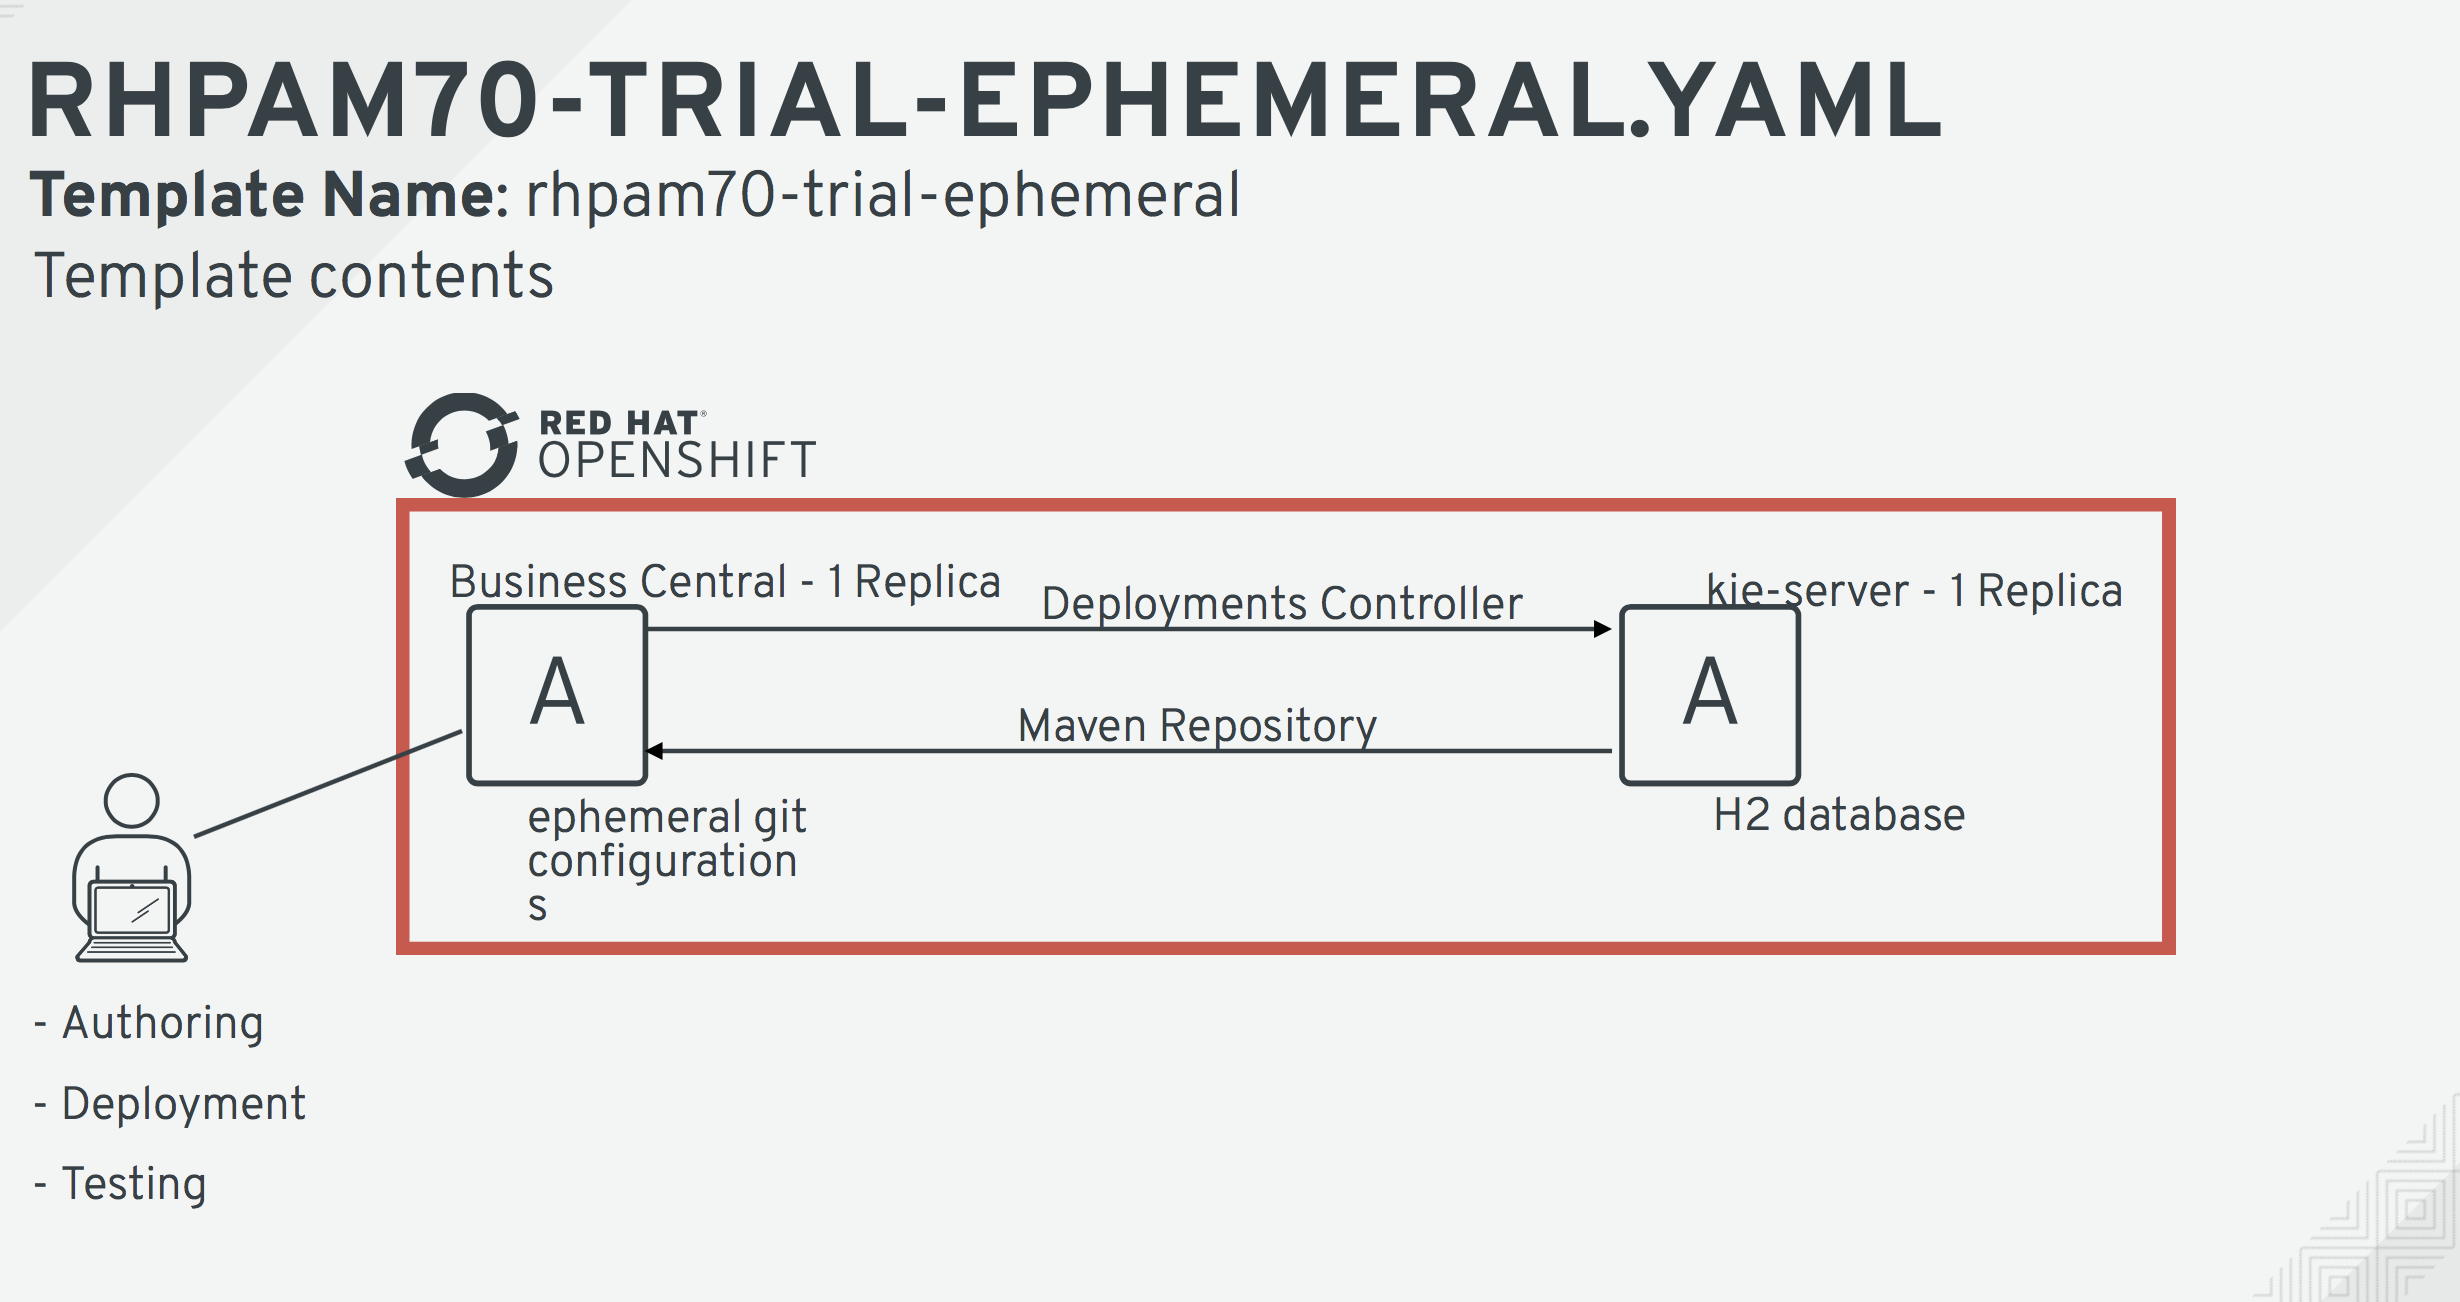 RHPAM70-TRIAL-EPHEMERAL.YAML
Template Name: rhpam70-trial-ephemeral
Template contents
RED HAT®
OPENSHIFT
Business Central - 1 Replica
Deployments Controller
kie-server - 1 Replica
A
A
Maven Repository
ephemeral git
configuration
s
H2 database
- Authoring
- Deployment
- Testing